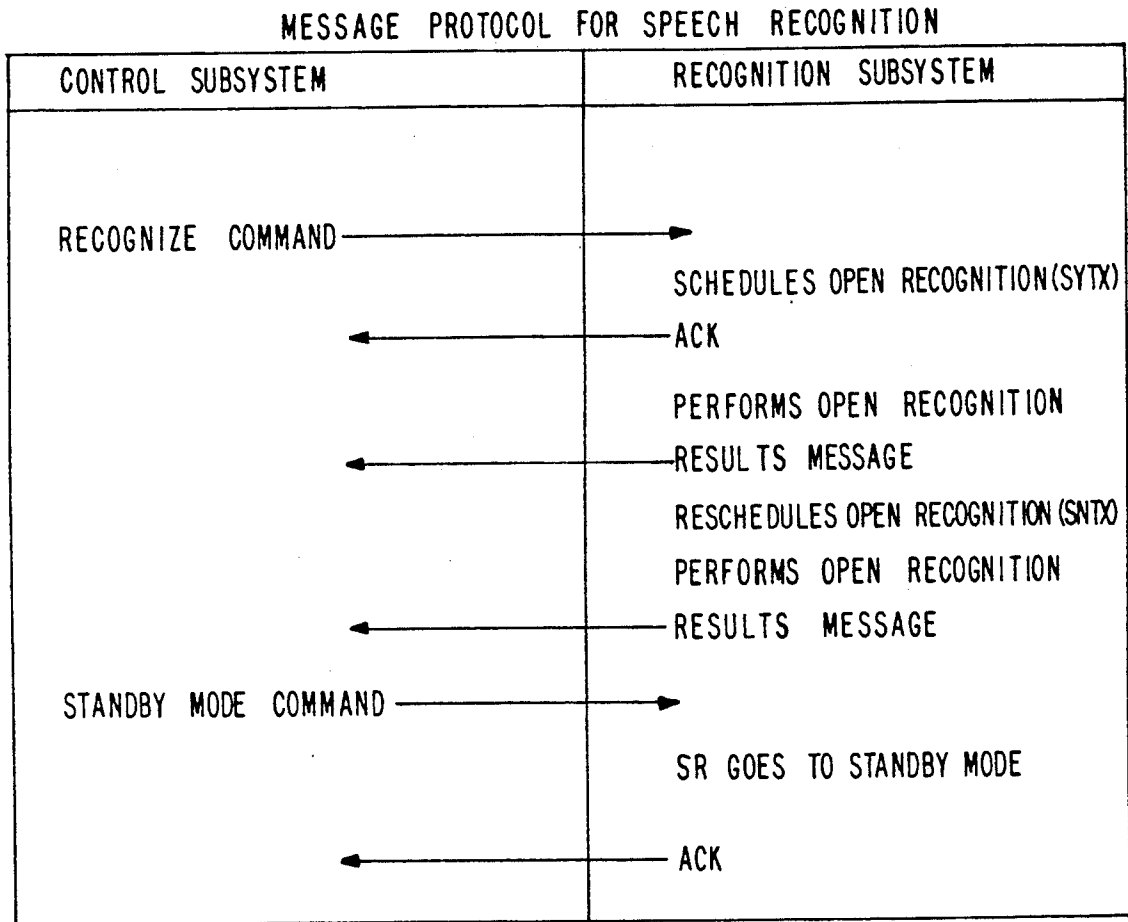 MESSAGE PROTOCOL FOR SPEECH RECOGNITION
CONTROL SUBSYSTEM
RECOGNITION SUBSYSTEM
RECOGNIZE COMMAND
SCHEDULES OPEN RECOGNITION(SYTX)
ACK
PERFORMS OPEN RECOGNITION
RESULTS MESSAGE
RESCHEDULES OPEN RECOGNITION(SNTX)
PERFORMS OPEN RECOGNITION
RESULTS MESSAGE
STANDBY MODE COMMAND
SR GOES TO STANDBY MODE
ACK